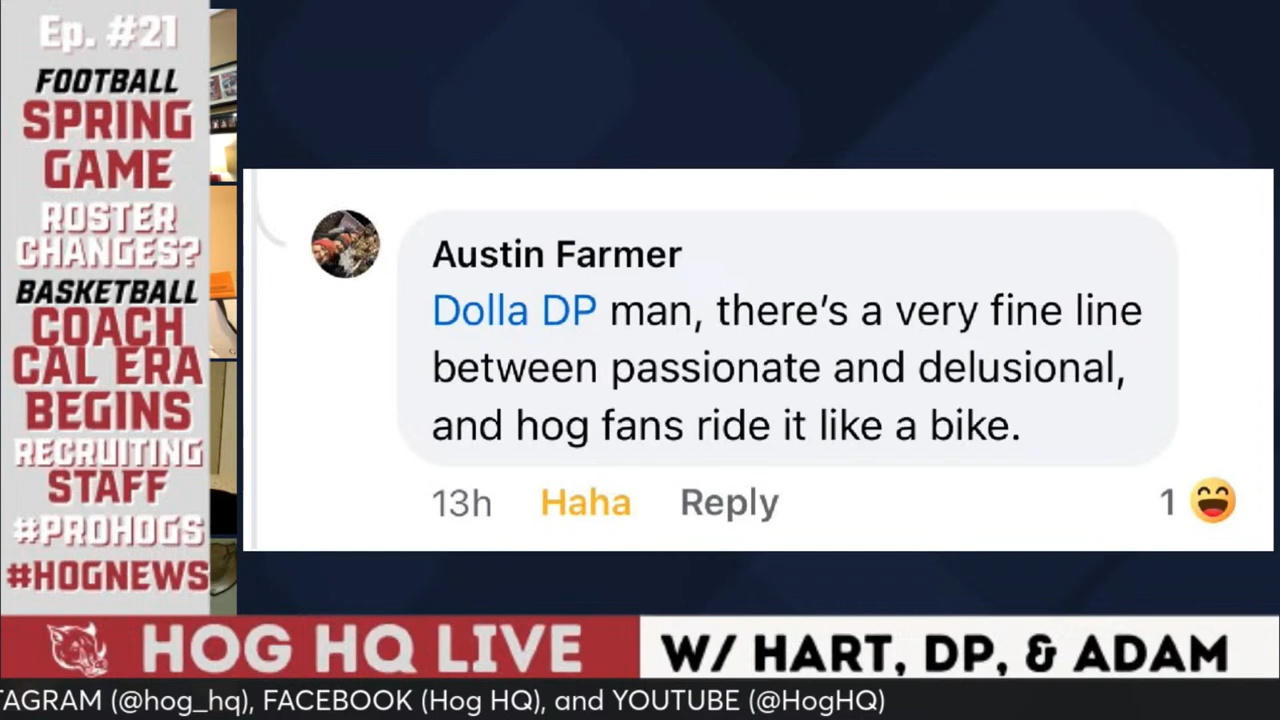 Ep. #21
FOOTBALL
SPRING
GAME
ROSTER
CHANGES?
BASKETBALL
COACH
CAL ERA
BEGINS
RECRUITING
STAFF
#PROHOGS
#HOGNEWS
Austin Farmer
Dolla DP man, there's a very fine line
between passionate and delusional,
and hog fans ride it like a bike.
13h Haha Reply 1
HOG HQ LIVE W/ HART, DP, & ADAM
TAGRAM (@hog_hq), FACEBOOK (Hog HQ), and YOUTUBE (@HogHQ)